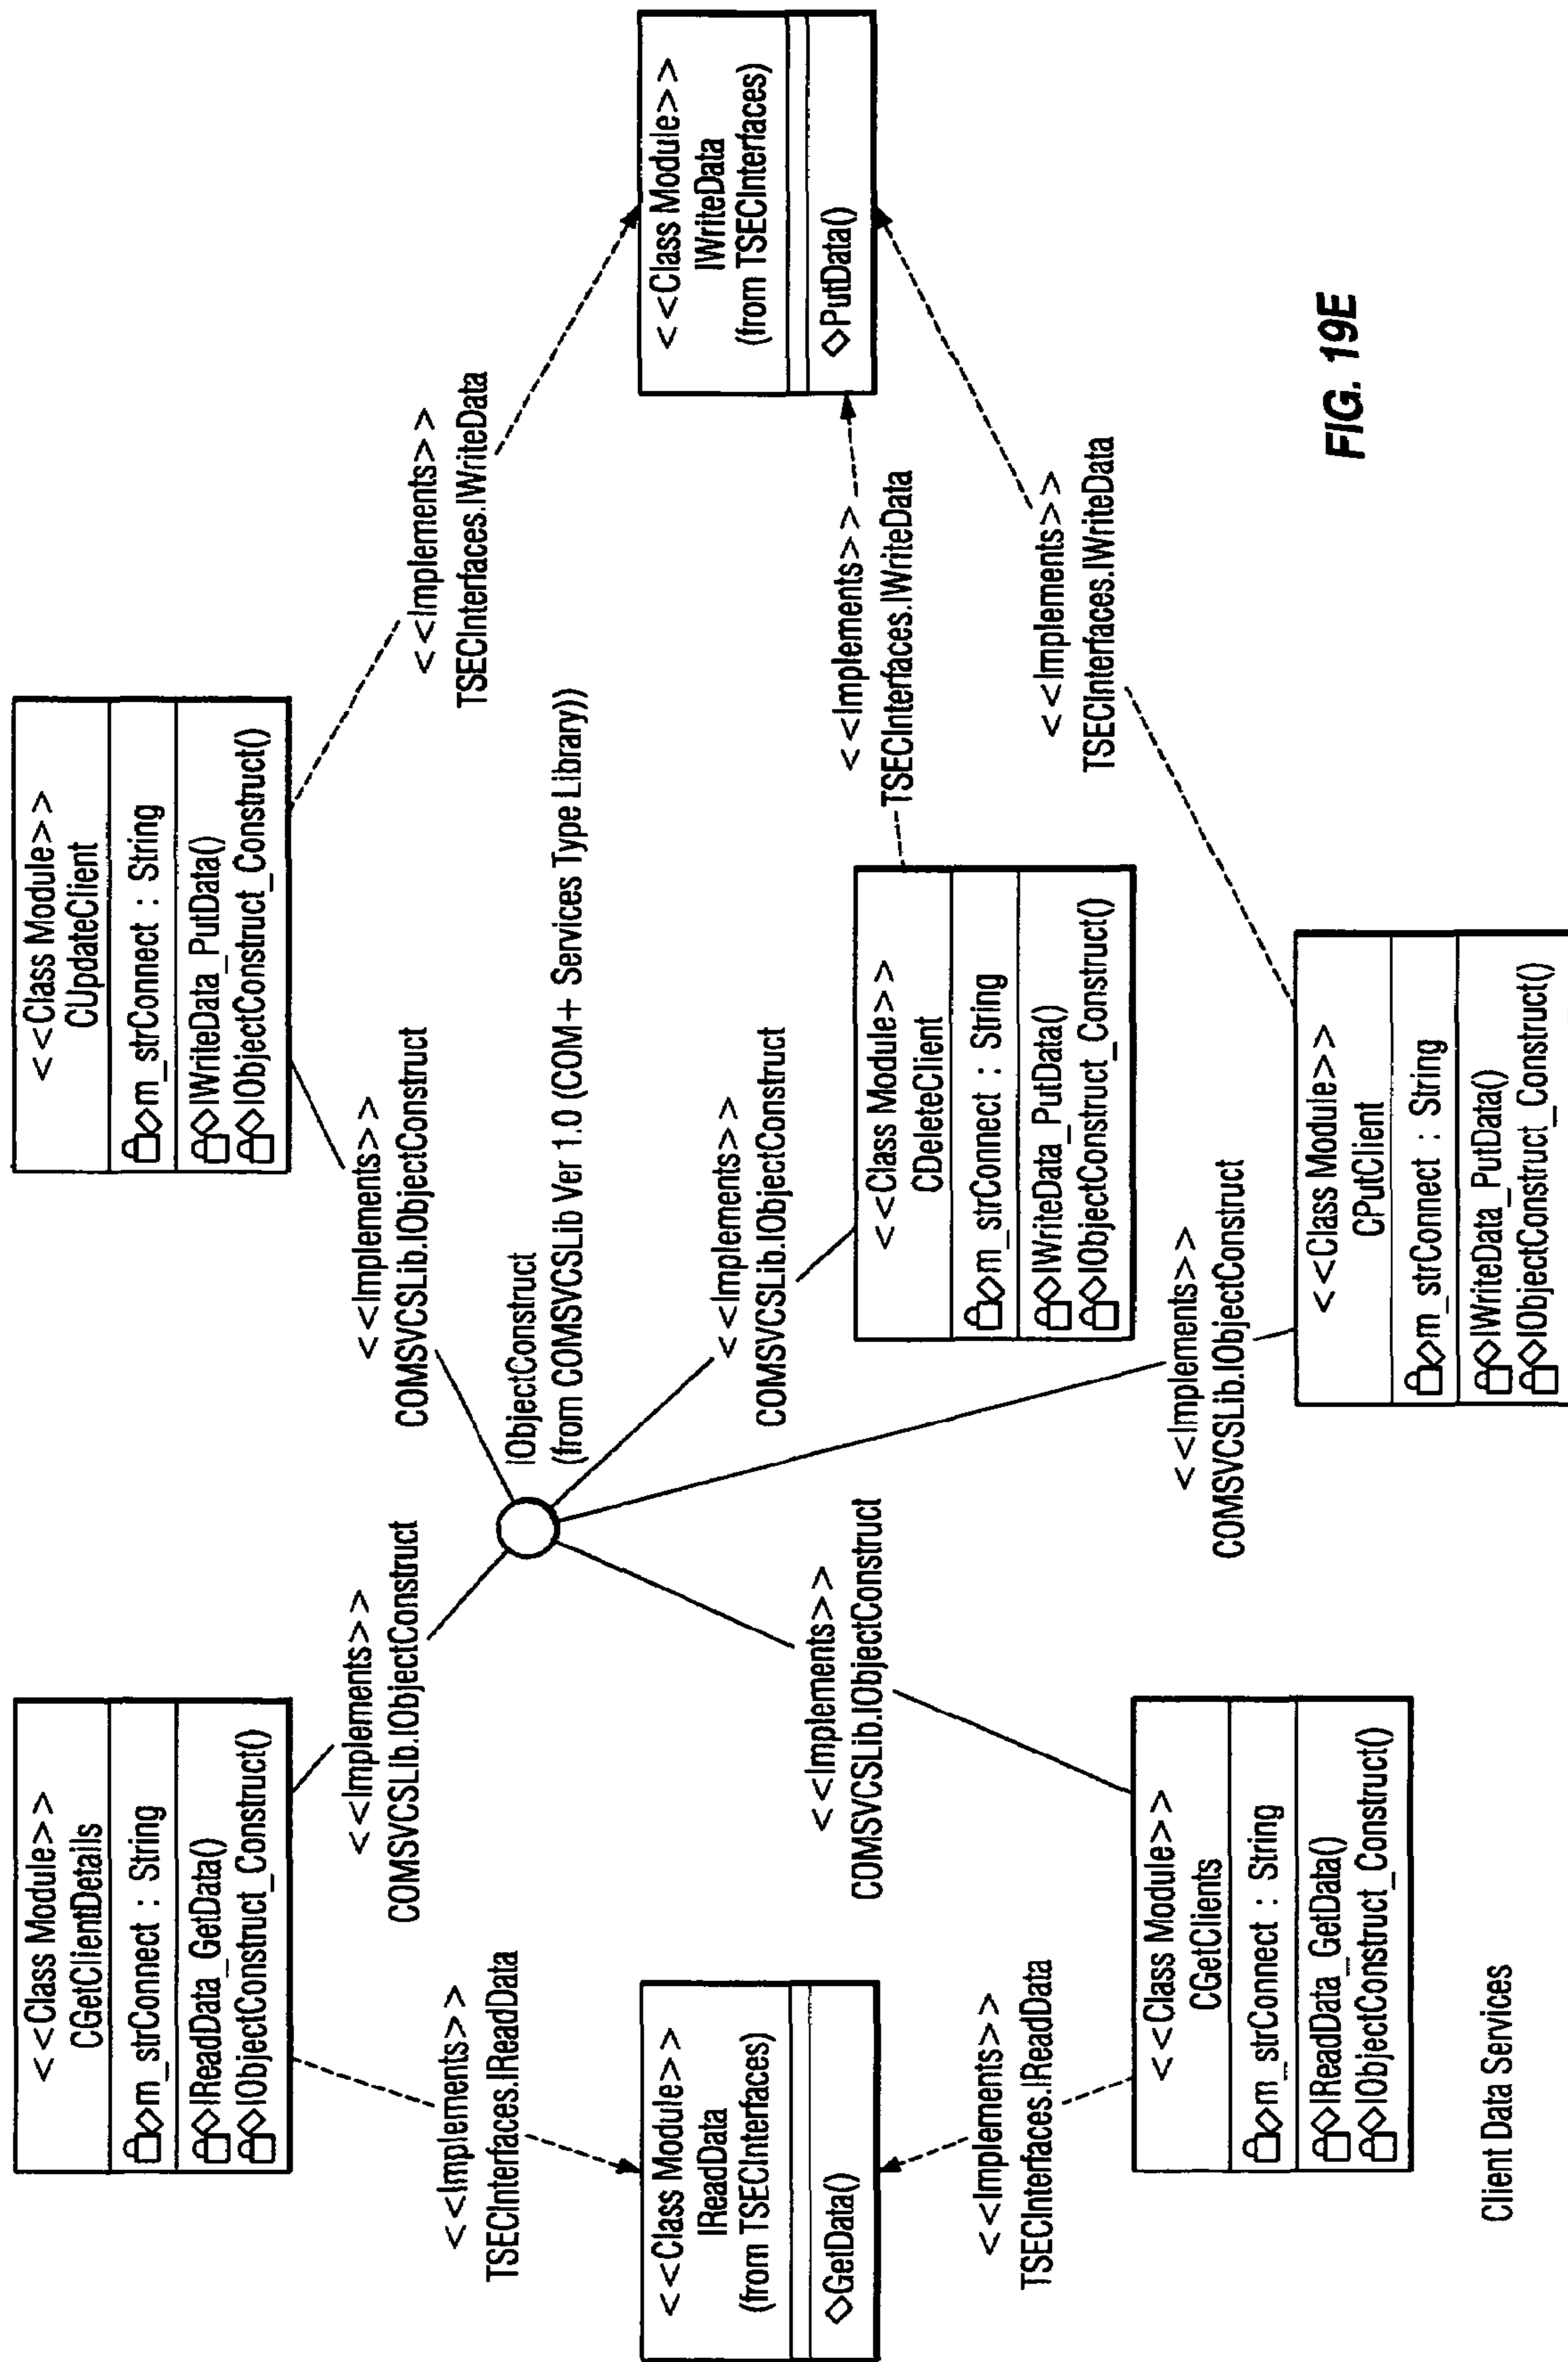 <<Class Module>>
CGetClientDetails
m_strConnect : String
IReadData_GetData()
IObjectConstruct_Construct()
<<Class Module>>
CUpdateClient
m_strConnect : String
IWriteData_PutData()
IObjectConstruct_Construct()
<<Implements>>
COMSVCSLib.IObjectConstruct
<<Implements>>
COMSVCSLib.IObjectConstruct
<<Implements>>
TSECInterfaces.IReadData
<<Implements>>
TSECInterfaces.IWriteData
IObjectConstruct
(from COMSVCSLib Ver 1.0 (COM+ Services Type Library))
<<Class Module>>
IReadData
(from TSECInterfaces)
GetData()
<<Class Module>>
IWriteData
(from TSECInterfaces)
PutData()
<<Implements>>
COMSVCSLib.IObjectConstruct
<<Implements>>
COMSVCSLib.IObjectConstruct
<<Implements>>
TSECInterfaces.IWriteData
<<Class Module>>
CDeleteClient
m_strConnect : String
IWriteData_PutData()
IObjectConstruct_Construct()
<<Implements>>
TSECInterfaces.IReadData
<<Implements>>
TSECInterfaces.IWriteData
<<Class Module>>
CGetClients
m_strConnect : String
IReadData_GetData()
IObjectConstruct_Construct()
<<Implements>>
COMSVCSLib.IObjectConstruct
<<Class Module>>
CPutClient
m_strConnect : String
IWriteData_PutData()
IObjectConstruct_Construct()
Client Data Services
FIG. 19E